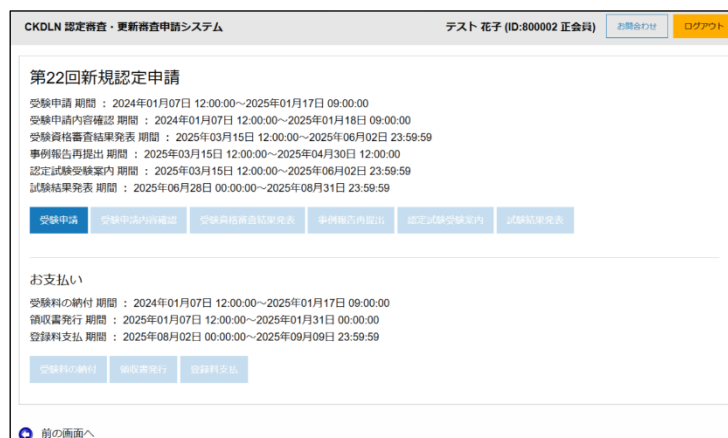 CKDLN 認定審査・更新審査申請システム
テスト 花子 (ID:800002 正会員)
お問合わせ
ログアウト
第22回新規認定申請
受験申請 期間 ： 2024年01月07日 12:00:00～2025年01月17日 09:00:00
受験申請内容確認 期間 ： 2024年01月07日 12:00:00～2025年01月18日 09:00:00
受験資格審査結果発表 期間 ： 2025年03月15日 12:00:00～2025年06月02日 23:59:59
事例報告再提出 期間 ： 2025年03月15日 12:00:00～2025年04月30日 12:00:00
認定試験受験案内 期間 ： 2025年03月15日 12:00:00～2025年06月02日 23:59:59
試験結果発表 期間 ： 2025年06月28日 00:00:00～2025年08月31日 23:59:59
受験申請 受験申請内容確認 受験資格審査結果発表 事例報告再提出 認定試験受験案内 試験結果発表
お支払い
受験料の納付 期間 ： 2024年01月07日 12:00:00～2025年01月17日 09:00:00
領収書発行 期間 ： 2025年01月07日 12:00:00～2025年01月31日 00:00:00
登録料支払 期間 ： 2025年08月02日 00:00:00～2025年09月09日 23:59:59
受験料の納付 領収書発行 登録料支払
前の画面へ